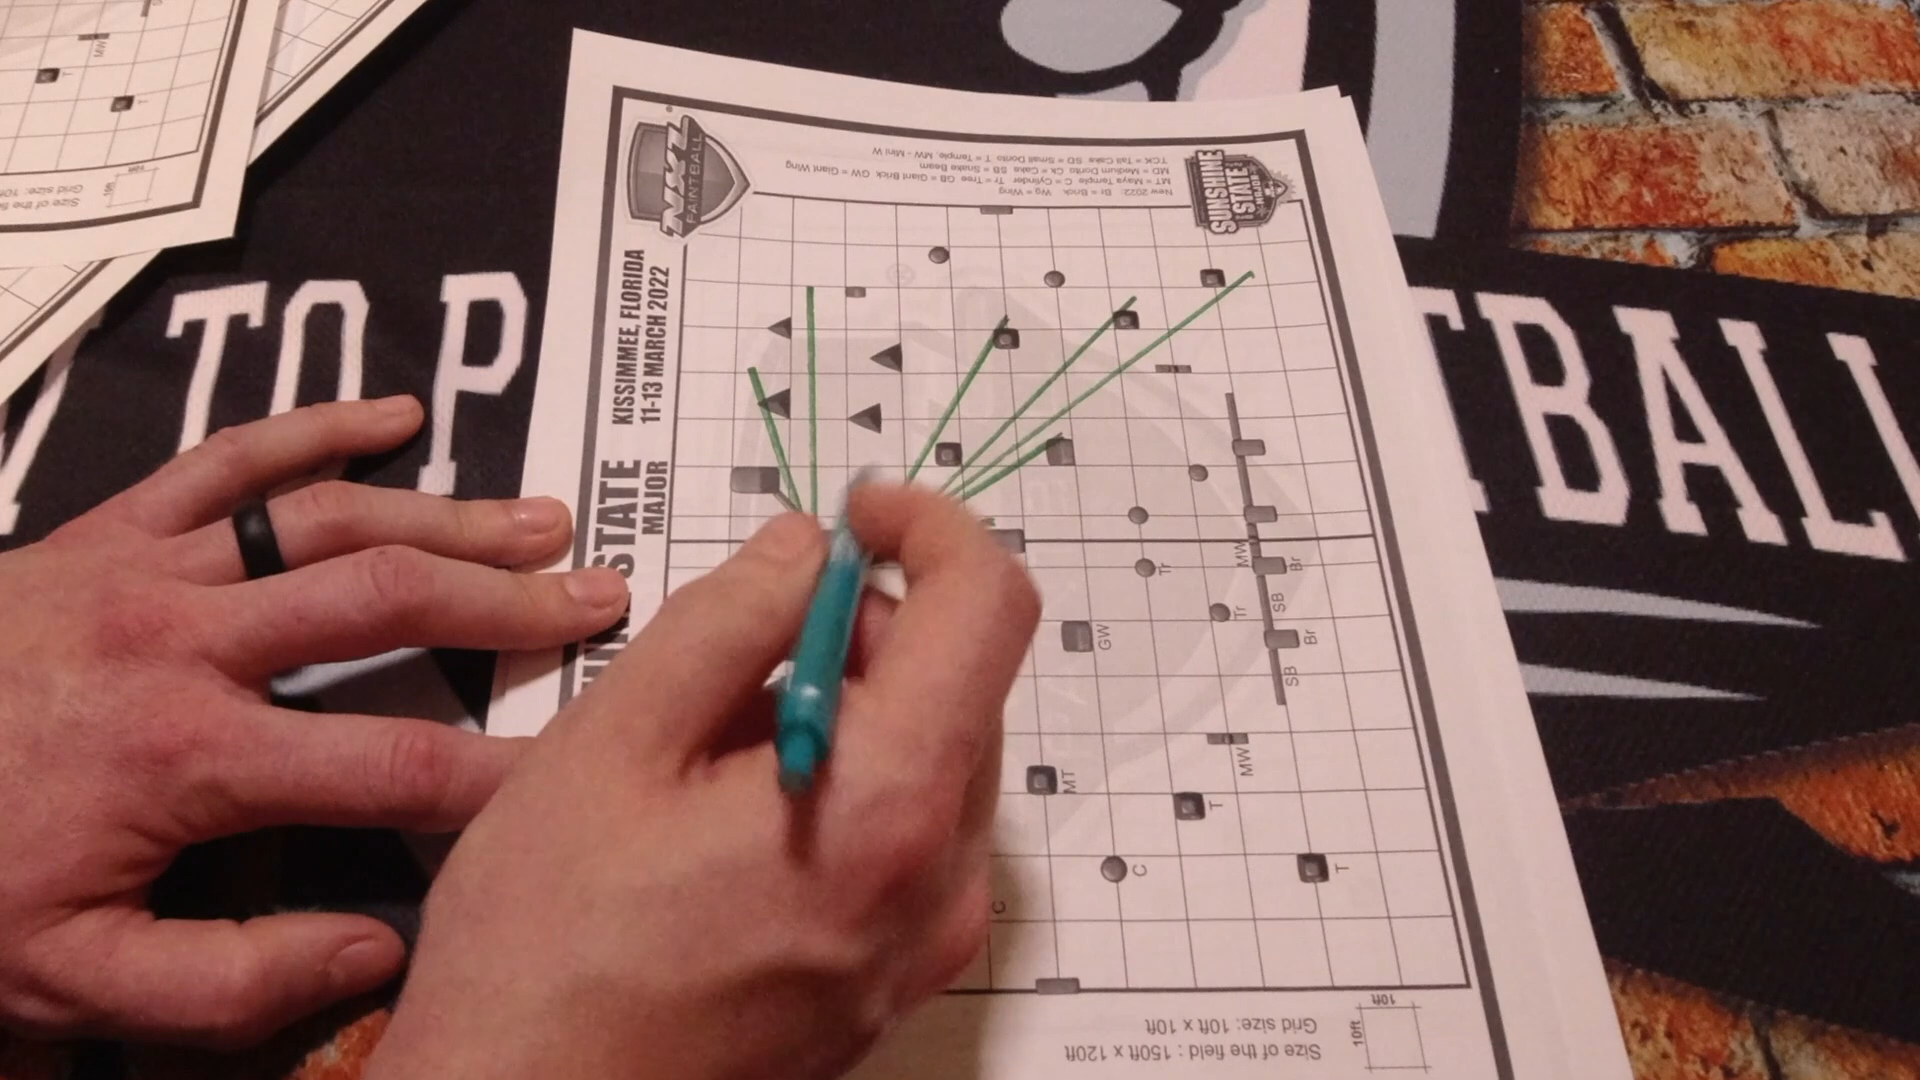 TO P
TBALL
NXT
PAINTBALL
SUNSHINE
STATE
MAJOR
New 2022: Br = Brick Wg = Wing
MT = Maya Temple C = Cylinder Tr = Tree GB = Giant Brick GW = Giant Wing
MD = Medium Dorito Ck = Cake SB = Snake Beam
TCK = Tall Cake SD = Small Dorito T = Temple, MW - Mini W
KISSIMMEE, FLORIDA
11-13 MARCH 2022
STATE
MAJOR
MW
Br
Tr
Tr
SB
GW
Br
SB
MW
MT
T
C
T
C
Size of the field : 150ft x 120ft
Grid size: 10ft x 10ft
10ft
10ft
MW
T
T
10ft
Grid size: 10ft
Size of the